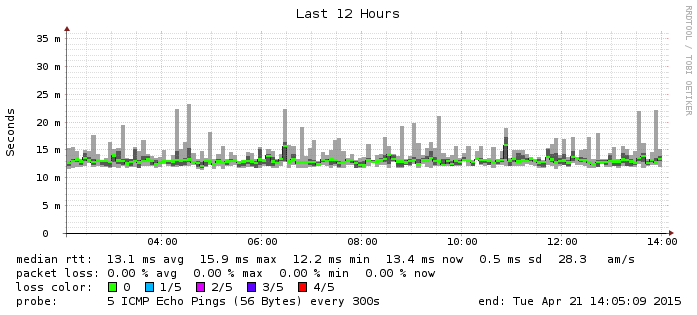 Last 12 Hours
RRDTOOL / TOBI OETIKER
Seconds
35 m
30 m
25 m
20 m
15 m
10 m
5 m
0
04:00 06:00 08:00 10:00 12:00 14:00
median rtt: 13.1 ms avg 15.9 ms max 12.2 ms min 13.4 ms now 0.5 ms sd 28.3 am/s
packet loss: 0.00 % avg 0.00 % max 0.00 % min 0.00 % now
loss color: 0 1/5 2/5 3/5 4/5
probe: 5 ICMP Echo Pings (56 Bytes) every 300s end: Tue Apr 21 14:05:09 2015